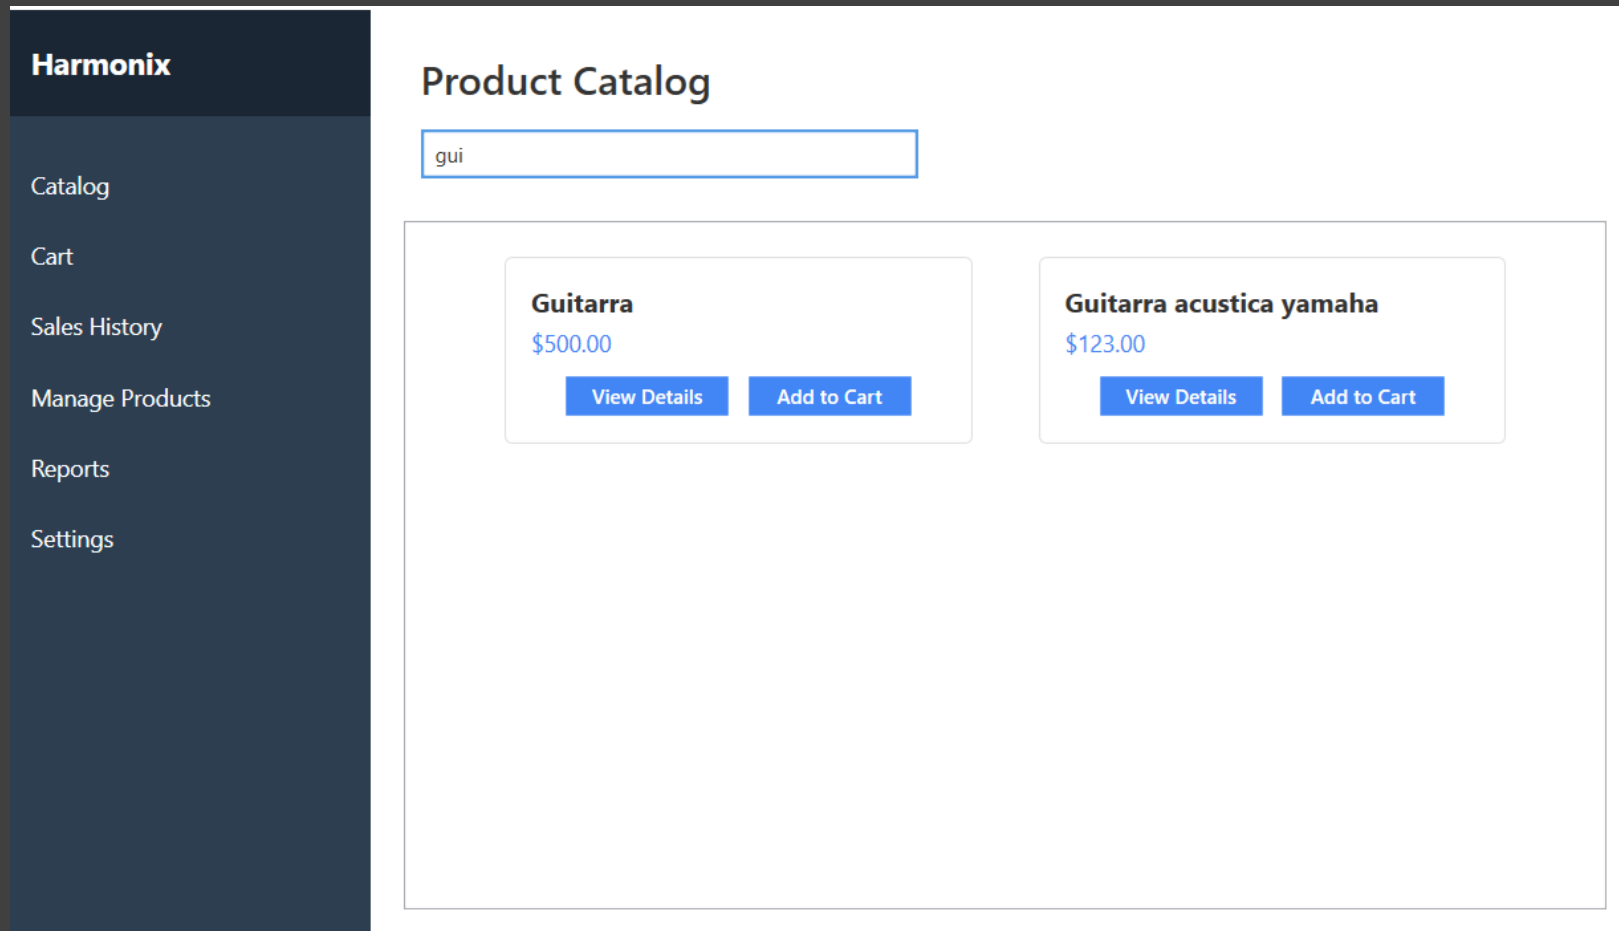 Harmonix
Catalog
Cart
Sales History
Manage Products
Reports
Settings
Product Catalog
gui
Guitarra
$500.00
View Details
Add to Cart
Guitarra acustica yamaha
$123.00
View Details
Add to Cart